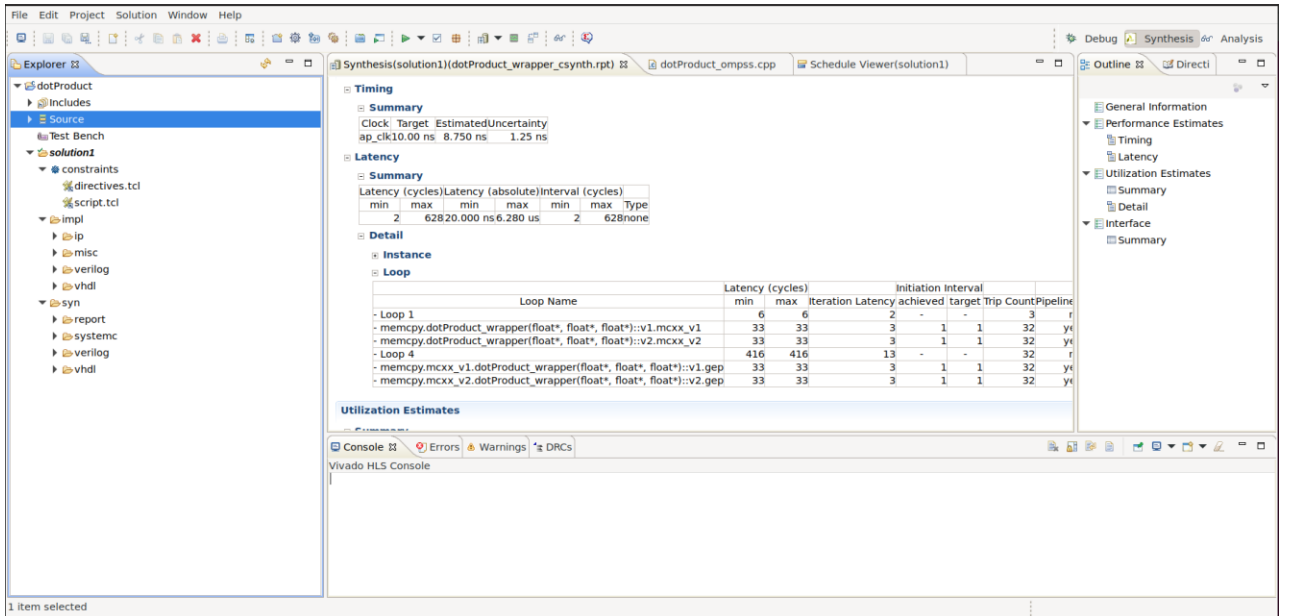 File Edit Project Solution Window Help
Debug Synthesis Analysis
Explorer
dotProduct
Includes
Source
Test Bench
solution1
constraints
directives.tcl
script.tcl
impl
ip
misc
verilog
vhdl
syn
report
systemc
verilog
vhdl
Synthesis(solution1)(dotProduct_wrapper_csynth.rpt) dotProduct_ompss.cpp Schedule Viewer(solution1)
Timing
Summary
Clock Target Estimated Uncertainty
ap_clk 10.00 ns 8.750 ns 1.25 ns
Latency
Summary
Latency (cycles) Latency (absolute) Interval (cycles)
min max min max min max Type
2 628 20.000 ns 6.280 us 2 628 none
Detail
Instance
Loop
Latency (cycles) Initiation Interval
Loop Name min max Iteration Latency achieved target Trip Count Pipeline
- Loop 1 6 6 2 - - 3 r
- memcpy.dotProduct_wrapper(float*, float*, float*)::v1.mcxx_v1 33 33 3 1 1 32 ye
- memcpy.dotProduct_wrapper(float*, float*, float*)::v2.mcxx_v2 33 33 3 1 1 32 ye
- Loop 4 416 416 13 - - 32 r
- memcpy.mcxx_v1.dotProduct_wrapper(float*, float*, float*)::v1.gep 33 33 3 1 1 32 ye
- memcpy.mcxx_v2.dotProduct_wrapper(float*, float*, float*)::v2.gep 33 33 3 1 1 32 ye
Utilization Estimates
Outline Directi
General Information
Performance Estimates
Timing
Latency
Utilization Estimates
Summary
Detail
Interface
Summary
Console Errors Warnings DRCs
Vivado HLS Console
1 item selected